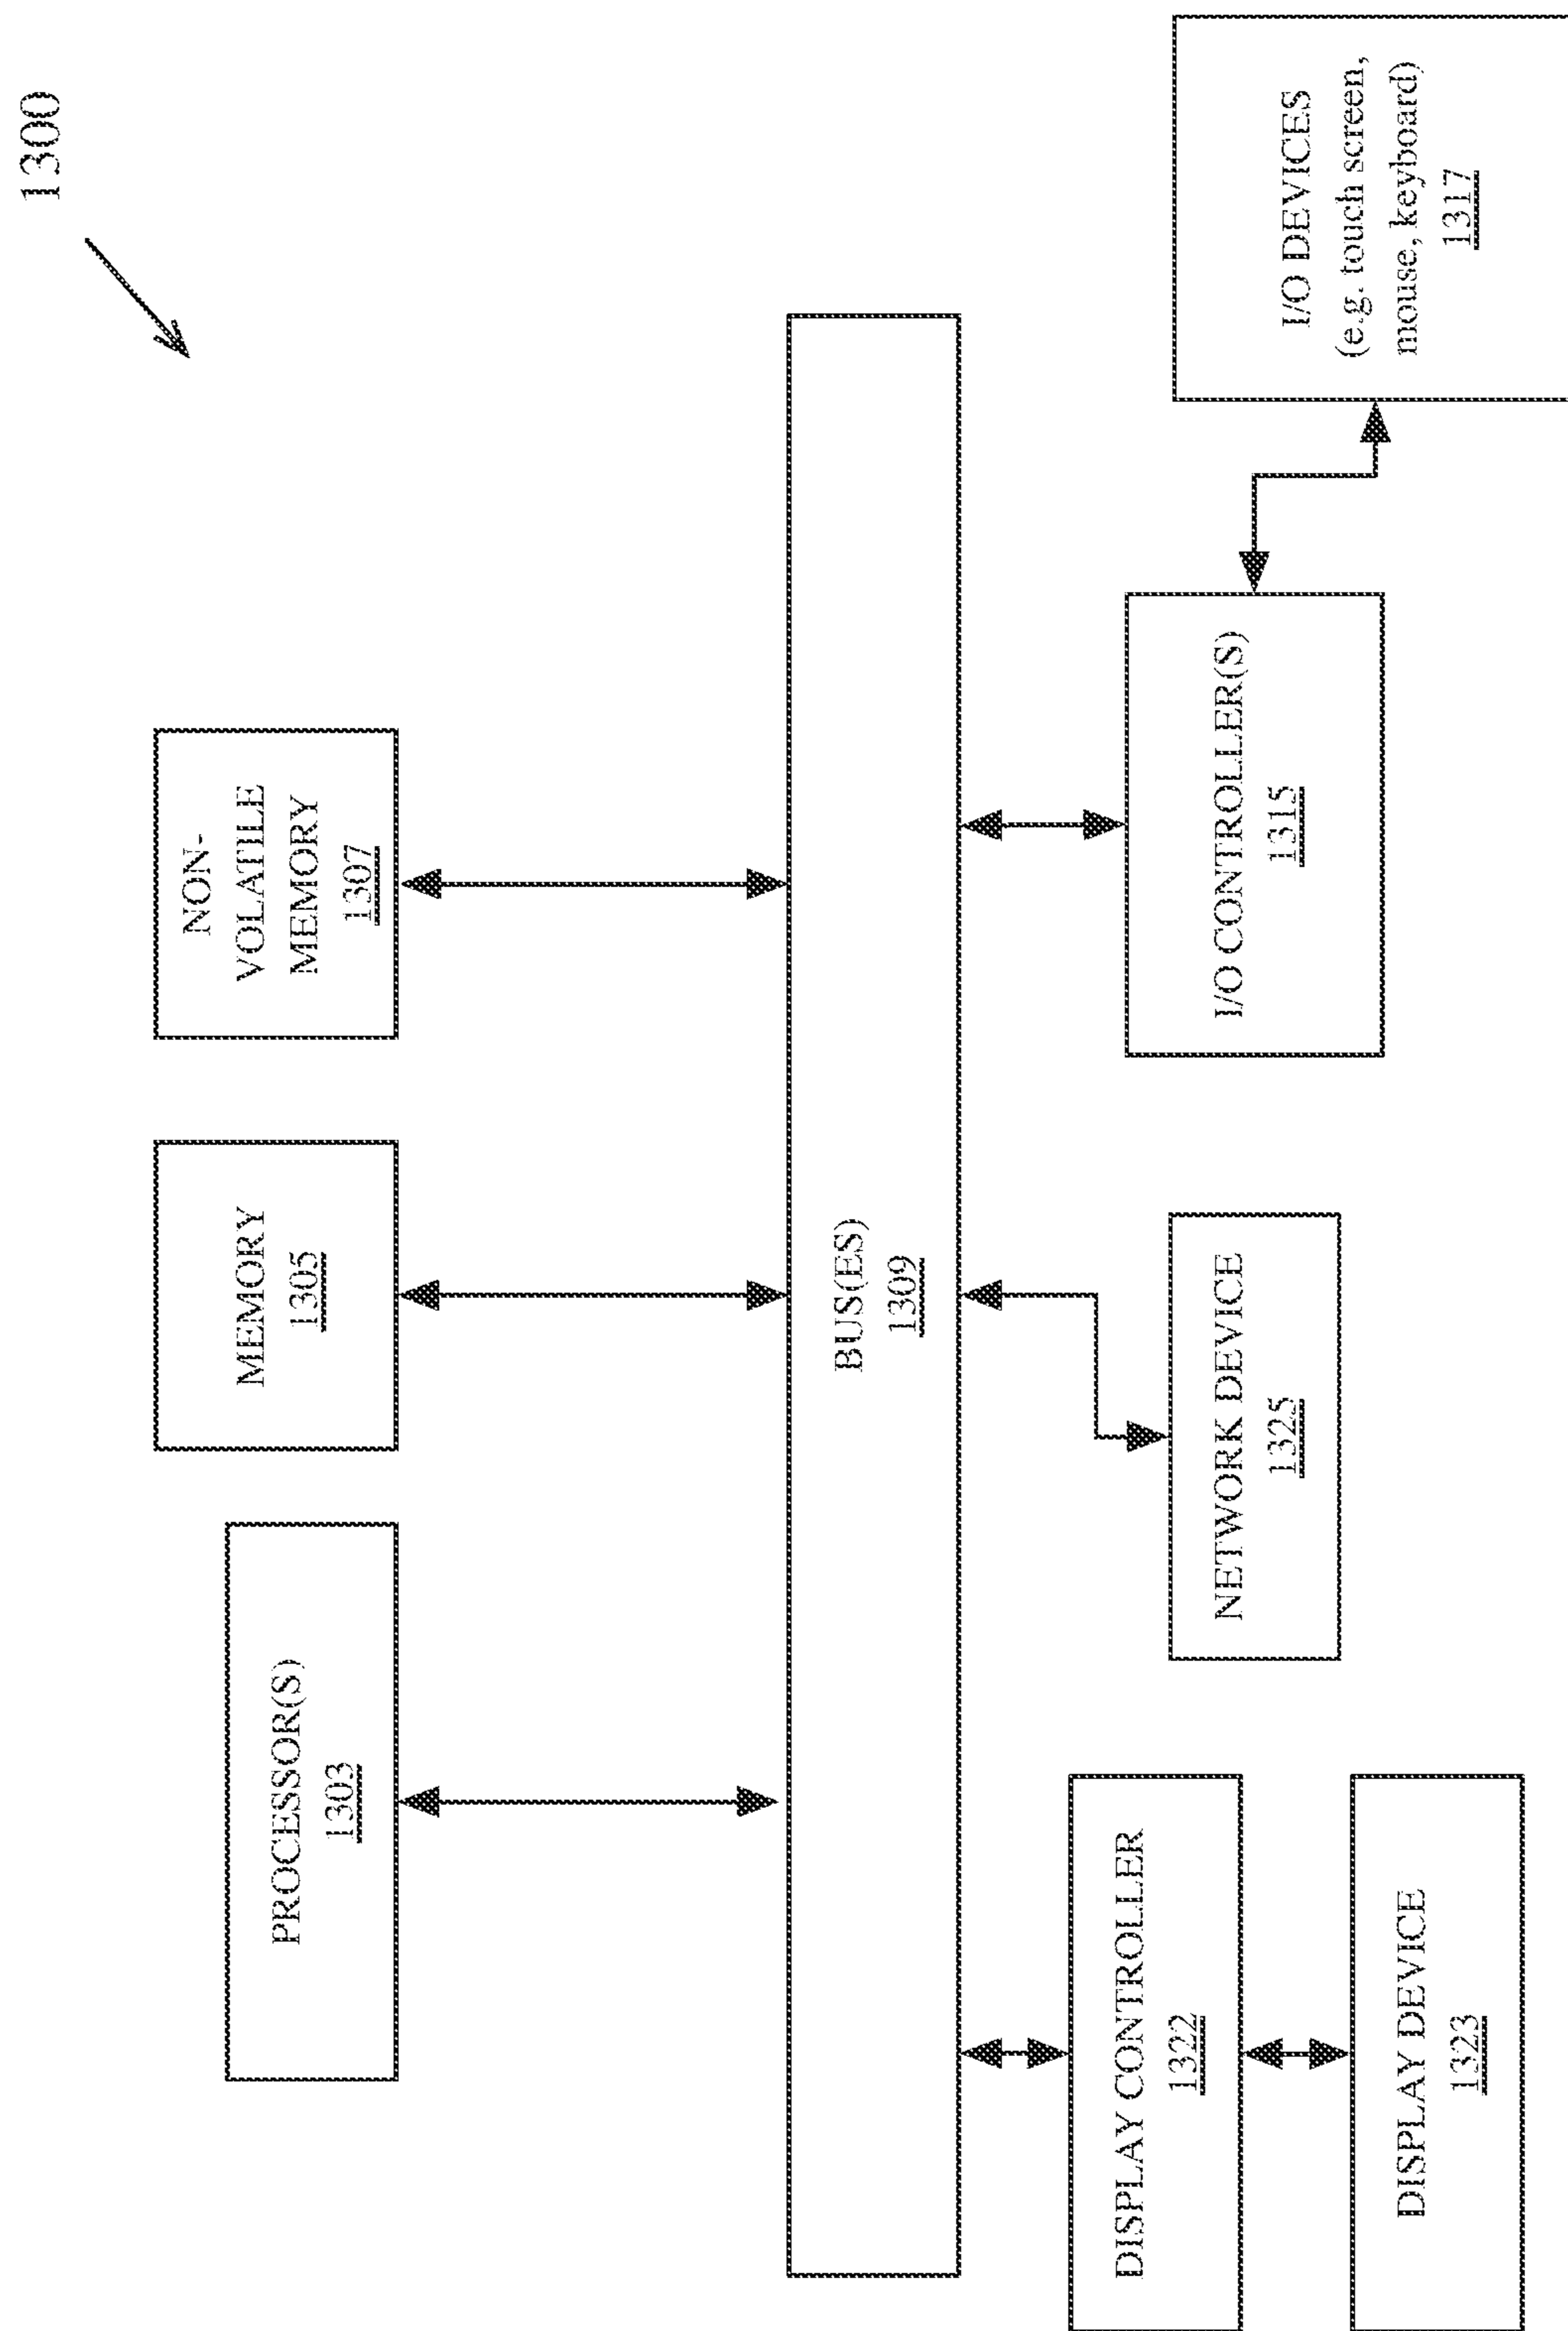 1300
PROCESSOR(S)
1303
MEMORY
1305
NON-
VOLATILE
MEMORY
1307
BUS(ES)
1309
DISPLAY CONTROLLER
1322
NETWORK DEVICE
1325
I/O CONTROLLER(S)
1315
I/O DEVICES
(e.g. touch screen,
mouse, keyboard)
1317
DISPLAY DEVICE
1323